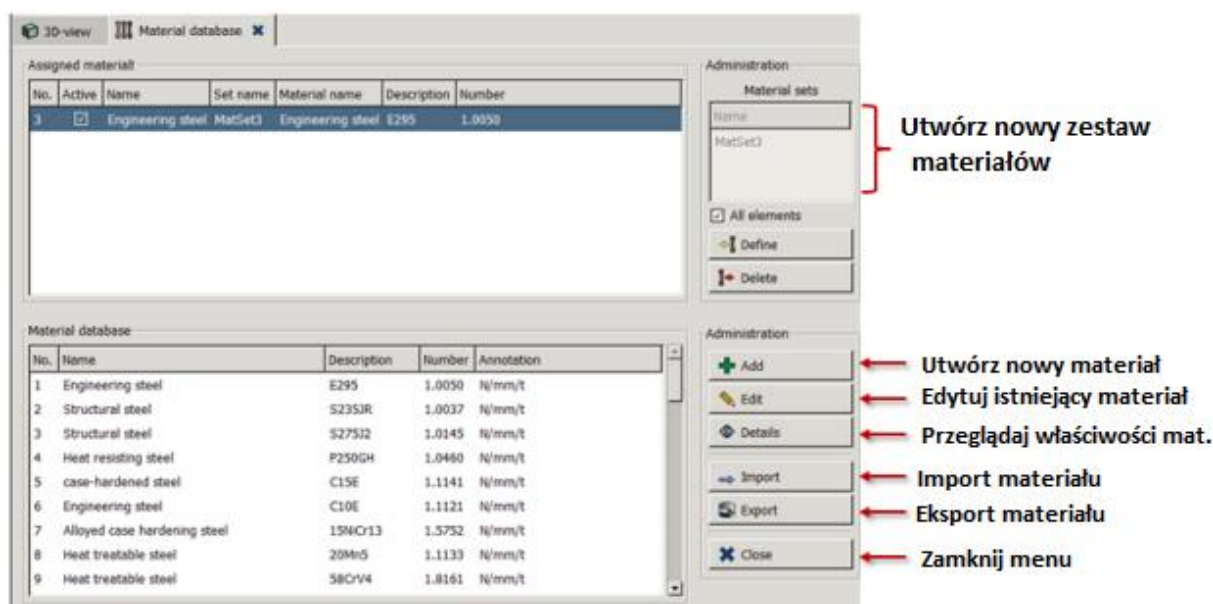 3D-view Material database
Assigned material!
Administration
No. Active Name Set name Material name Description Number
3 Engineering steel MatSet3 Engineering steel E295 1.0050
Material sets
Name
MatSet3
All elements
Define
Delete
Utwórz nowy zestaw
materiałów
Material database
No. Name Description Number Annotation
1 Engineering steel E295 1.0050 N/mm/t
2 Structural steel S235JR 1.0037 N/mm/t
3 Structural steel S275J2 1.0145 N/mm/t
4 Heat resisting steel P250GH 1.0460 N/mm/t
5 case-hardened steel C15E 1.1141 N/mm/t
6 Engineering steel C10E 1.1121 N/mm/t
7 Alloyed case hardening steel 15NiCr13 1.5752 N/mm/t
8 Heat treatable steel 20Mn5 1.1133 N/mm/t
9 Heat treatable steel 58CrV4 1.8161 N/mm/t
Administration
Add
Edit
Details
Import
Export
Close
Utwórz nowy materiał
Edytuj istniejący materiał
Przeglądaj właściwości mat.
Import materiału
Eksport materiału
Zamknij menu